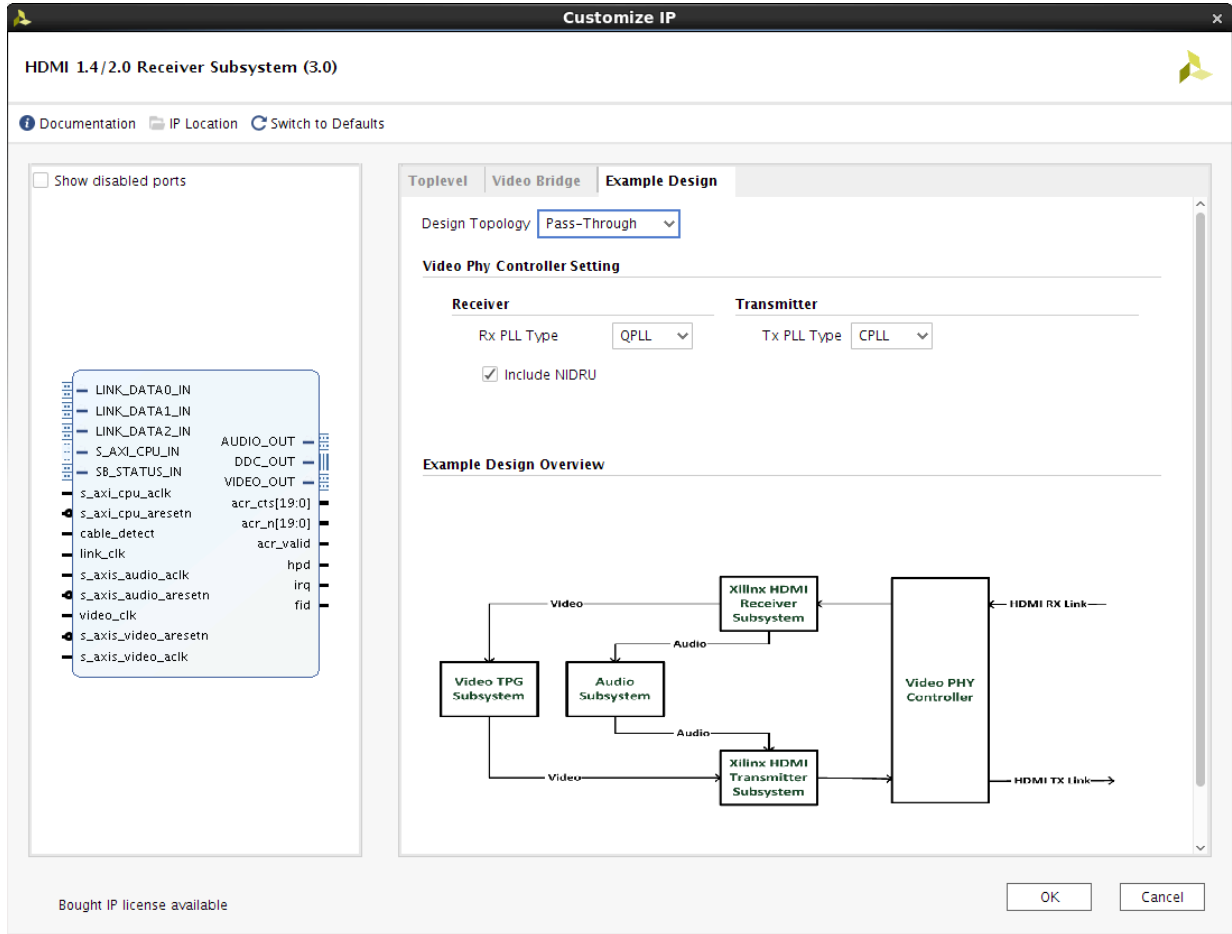 Customize IP
HDMI 1.4/2.0 Receiver Subsystem (3.0)
Documentation IP Location Switch to Defaults
Show disabled ports
LINK_DATA0_IN
LINK_DATA1_IN
LINK_DATA2_IN
S_AXI_CPU_IN
SB_STATUS_IN
s_axi_cpu_aclk
s_axi_cpu_aresetn
cable_detect
link_clk
s_axis_audio_aclk
s_axis_audio_aresetn
video_clk
s_axis_video_aresetn
s_axis_video_aclk
AUDIO_OUT
DDC_OUT
VIDEO_OUT
acr_cts[19:0]
acr_n[19:0]
acr_valid
hpd
irq
fid
Toplevel Video Bridge Example Design
Design Topology Pass-Through
Video Phy Controller Setting
Receiver Transmitter
Rx PLL Type QPLL Tx PLL Type CPLL
Include NIDRU
Example Design Overview
Xilinx HDMI
Receiver
Subsystem
Video
HDMI RX Link
Audio
Video TPG
Subsystem
Audio
Subsystem
Video PHY
Controller
Audio
Xilinx HDMI
Transmitter
Subsystem
Video
HDMI TX Link
Bought IP license available
OK Cancel